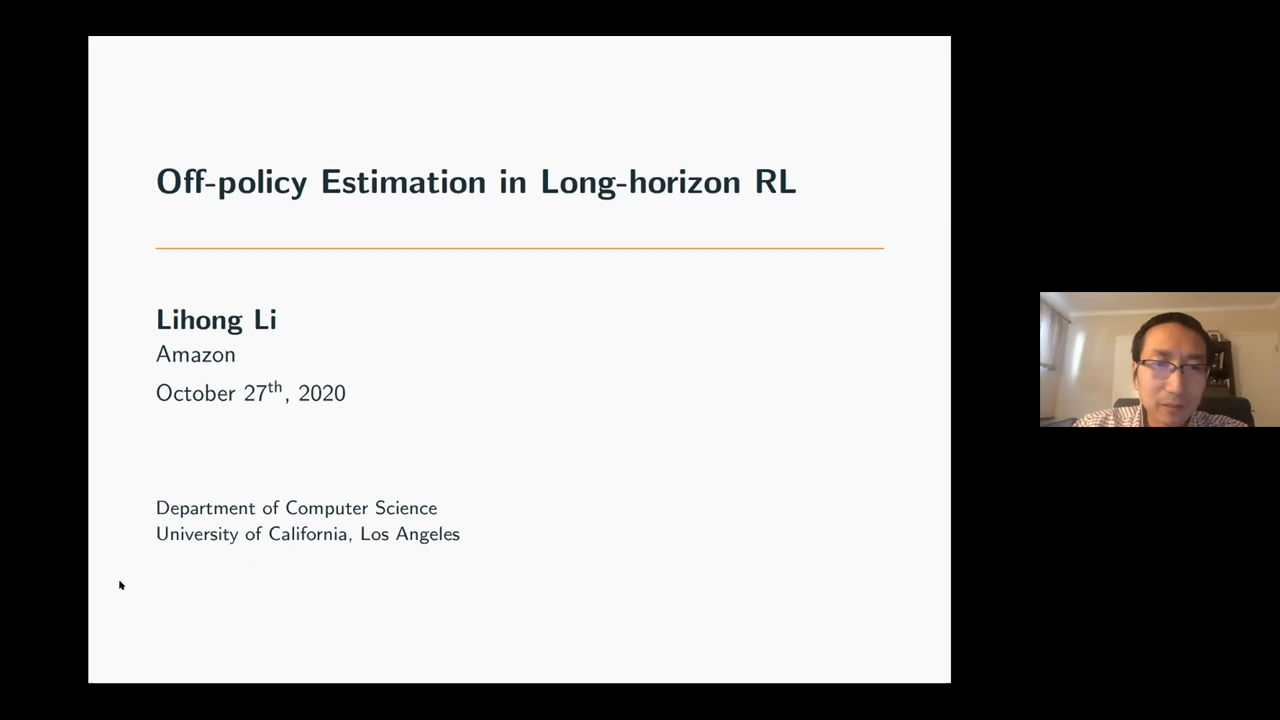 Off-policy Estimation in Long-horizon RL
Lihong Li
Amazon
October 27th, 2020
Department of Computer Science
University of California, Los Angeles